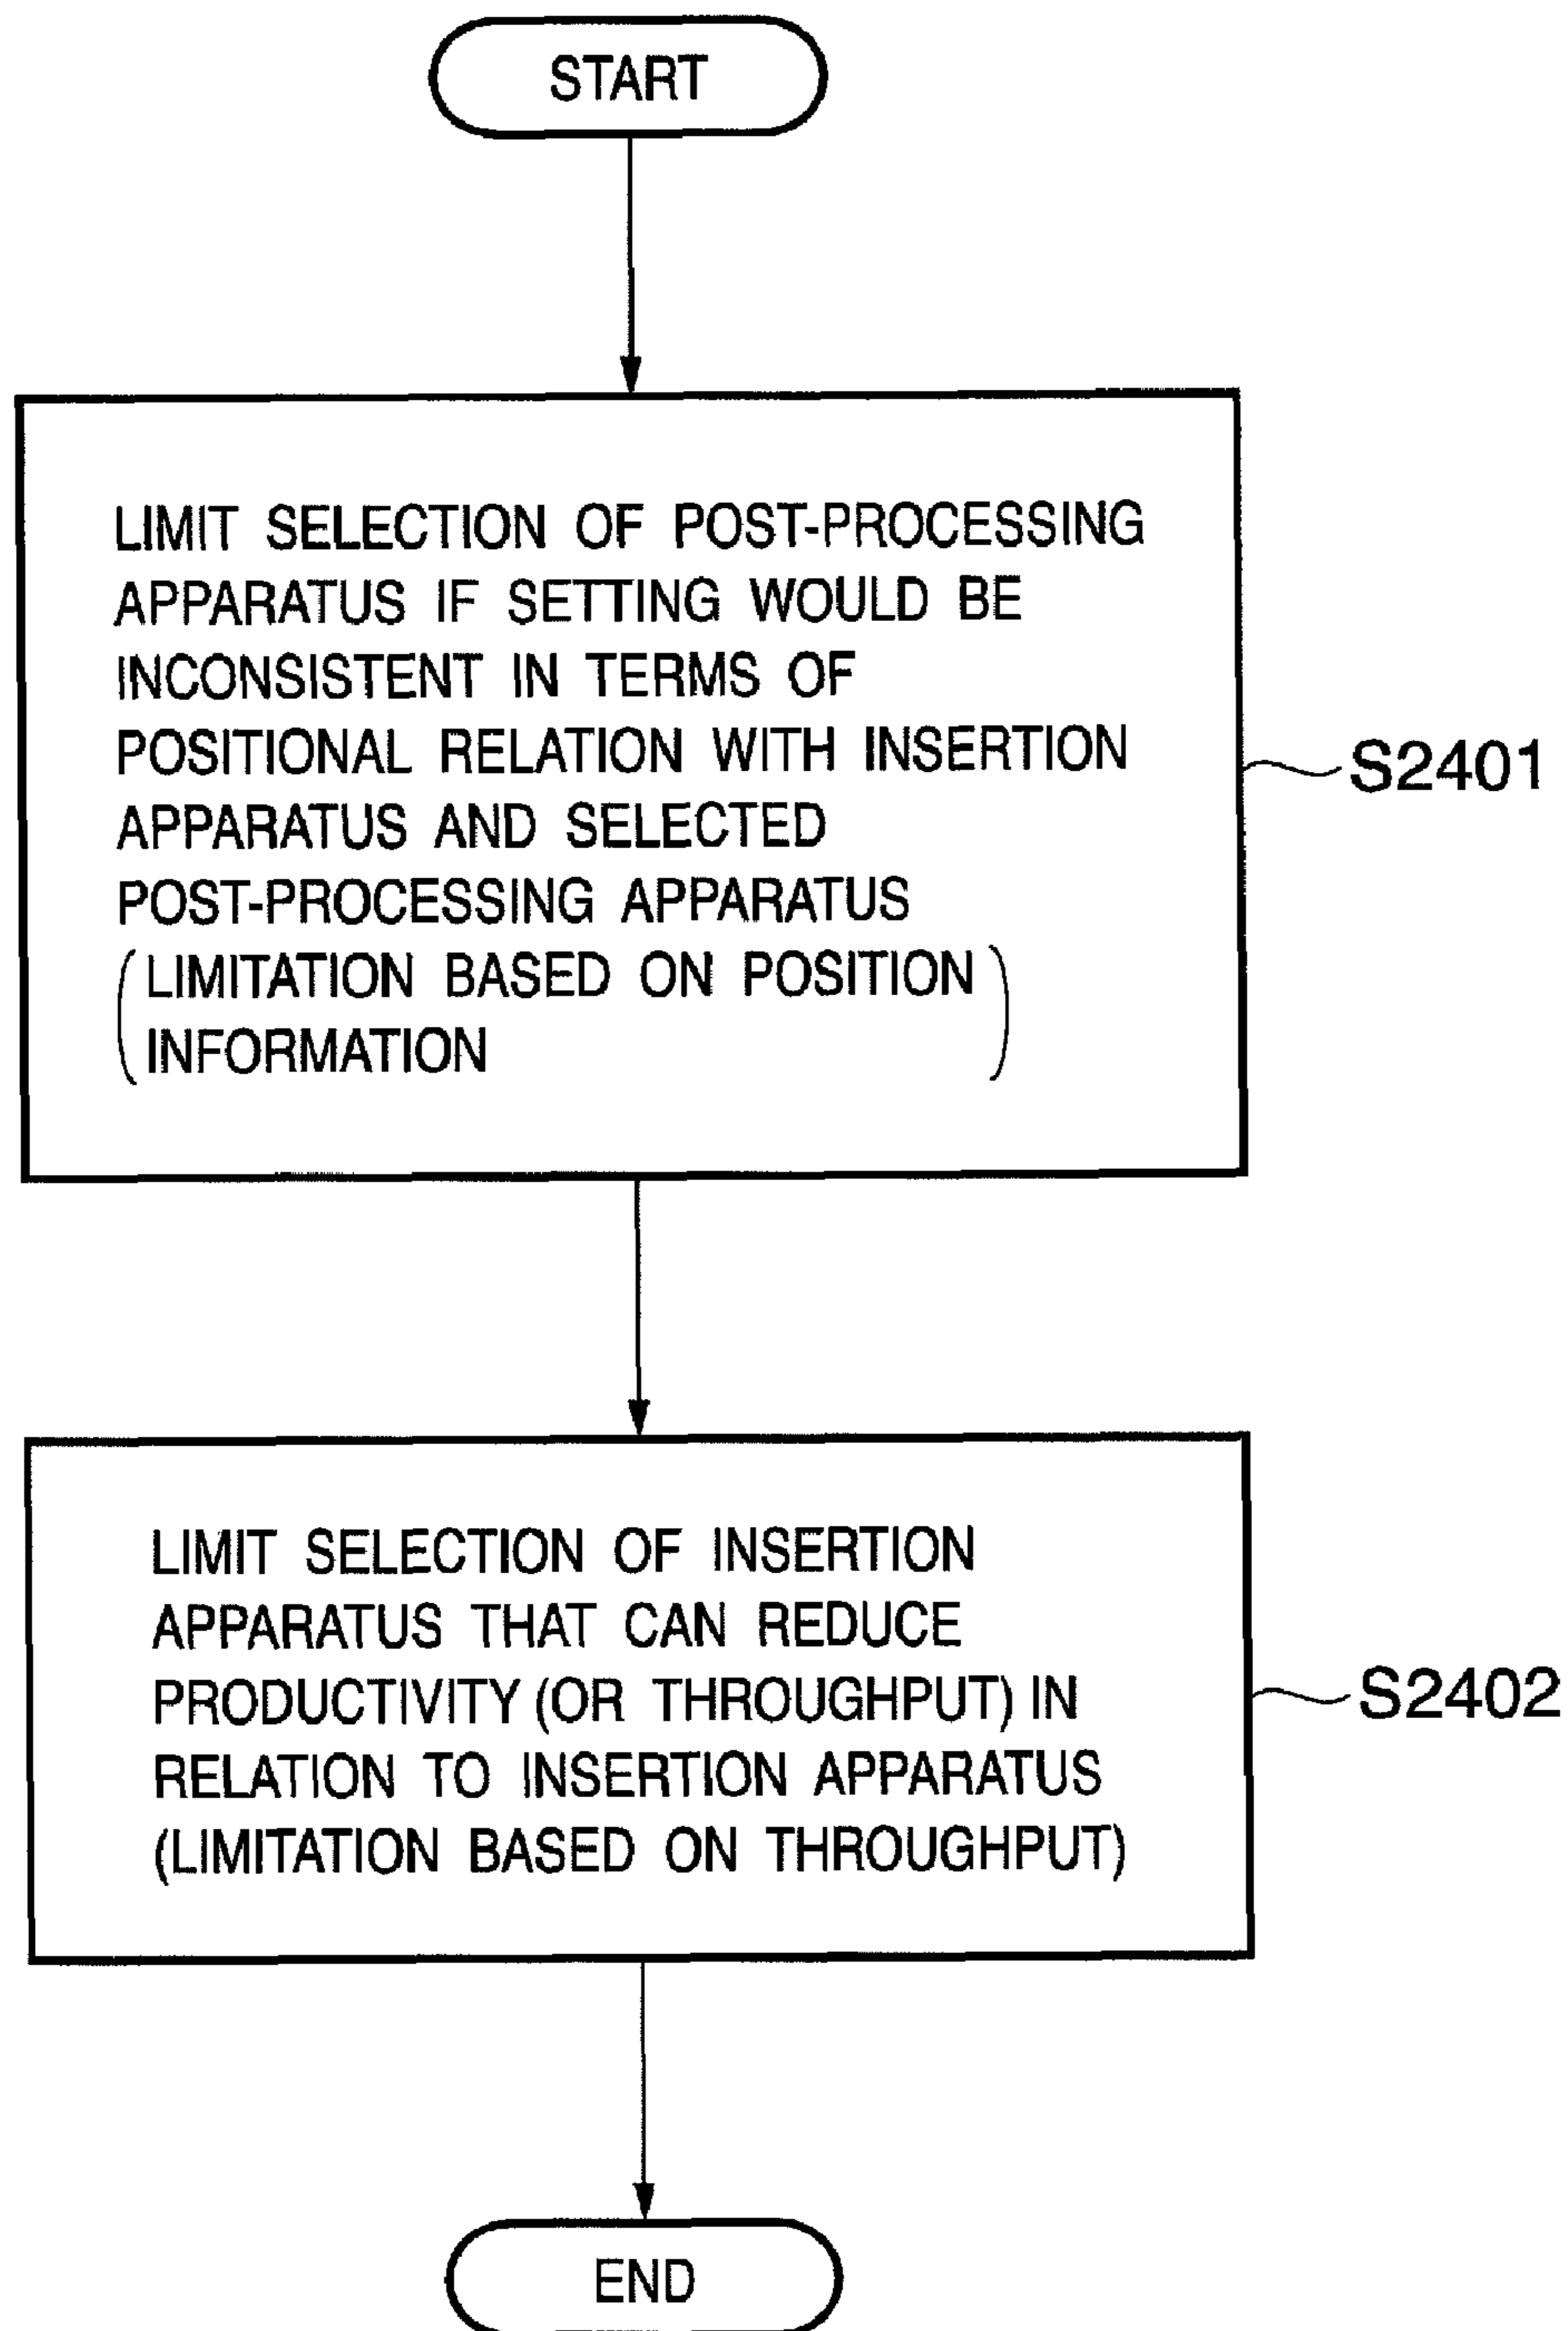 START
LIMIT SELECTION OF POST-PROCESSING
APPARATUS IF SETTING WOULD BE
INCONSISTENT IN TERMS OF
POSITIONAL RELATION WITH INSERTION
APPARATUS AND SELECTED
POST-PROCESSING APPARATUS
(LIMITATION BASED ON POSITION
INFORMATION)
S2401
LIMIT SELECTION OF INSERTION
APPARATUS THAT CAN REDUCE
PRODUCTIVITY (OR THROUGHPUT) IN
RELATION TO INSERTION APPARATUS
(LIMITATION BASED ON THROUGHPUT)
S2402
END